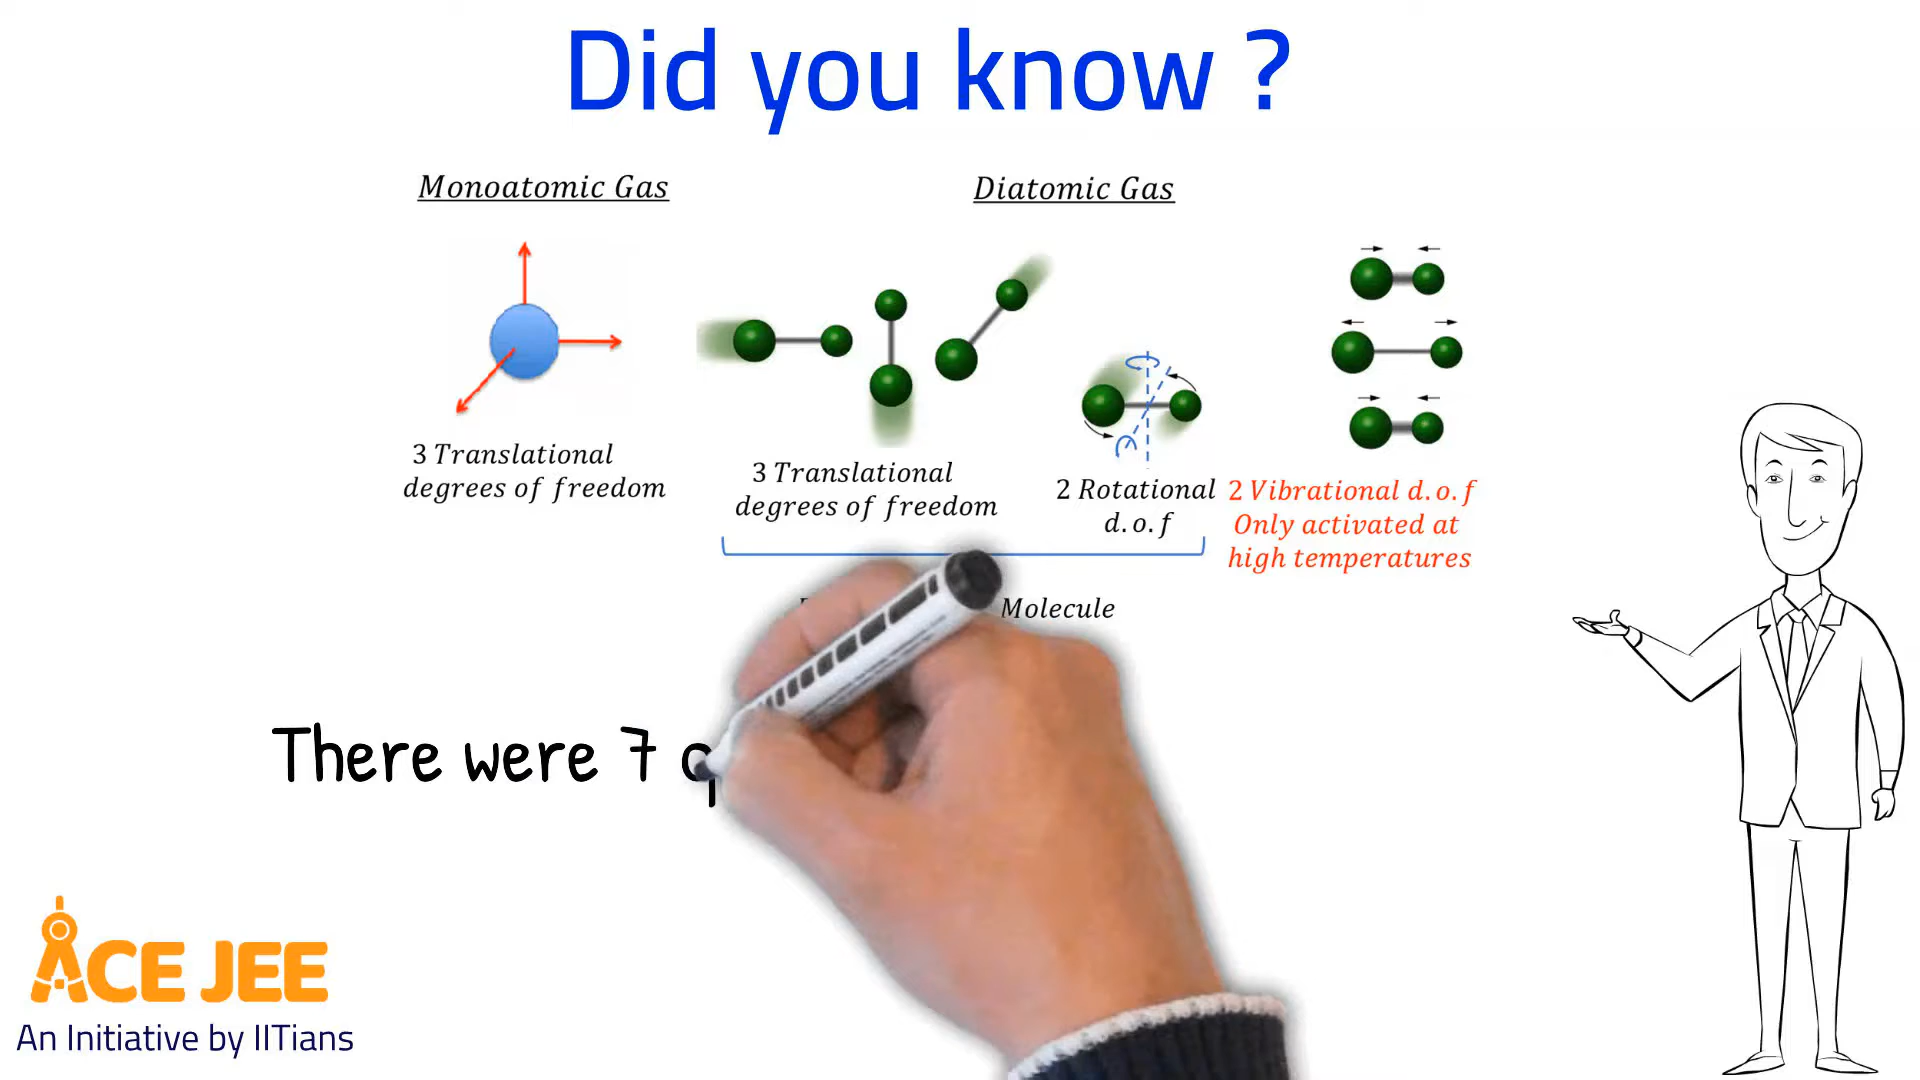 Did you know ?
Monoatomic Gas
Diatomic Gas
3 Translational
degrees of freedom
3 Translational
degrees of freedom
2 Rotational
d.o.f
2 Vibrational d.o.f
Only activated at
high temperatures
Molecule
There were 7 q
ACE JEE
An Initiative by IITians